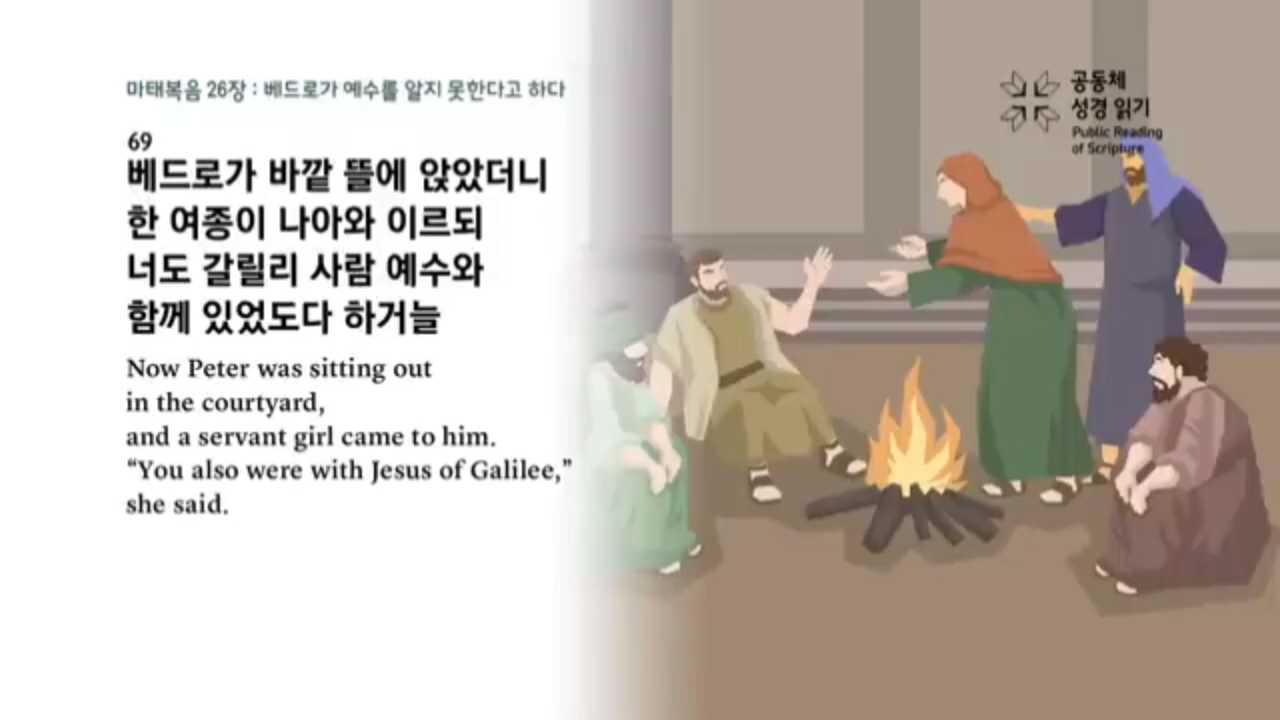 마태복음 26장 : 베드로가 예수를 알지 못한다고 하다
69
베드로가 바깥 뜰에 앉았더니
한 여종이 나아와 이르되
너도 갈릴리 사람 예수와
함께 있었도다 하거늘
Now Peter was sitting out
in the courtyard,
and a servant girl came to him.
“You also were with Jesus of Galilee,”
she said.
공동체
성경 읽기
Public Reading
of Scripture